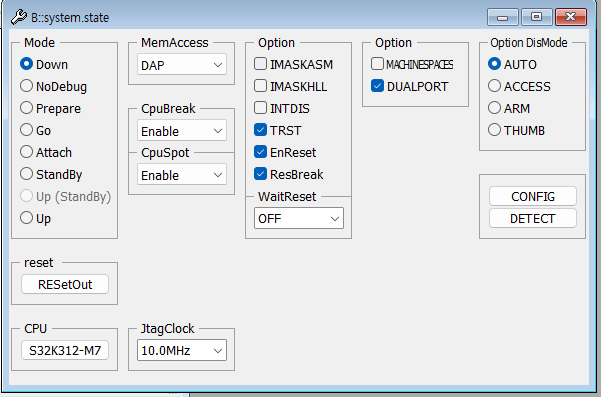 B::system.state
Mode
Down
NoDebug
Prepare
Go
Attach
StandBy
Up (StandBy)
Up
MemAccess
DAP
CpuBreak
Enable
CpuSpot
Enable
Option
IMASKASM
IMASKHLL
INTDIS
TRST
EnReset
ResBreak
WaitReset
OFF
Option
MACHINESPACES
DUALPORT
Option DisMode
AUTO
ACCESS
ARM
THUMB
CONFIG
DETECT
reset
RESetOut
CPU
S32K312-M7
JtagClock
10.0MHz